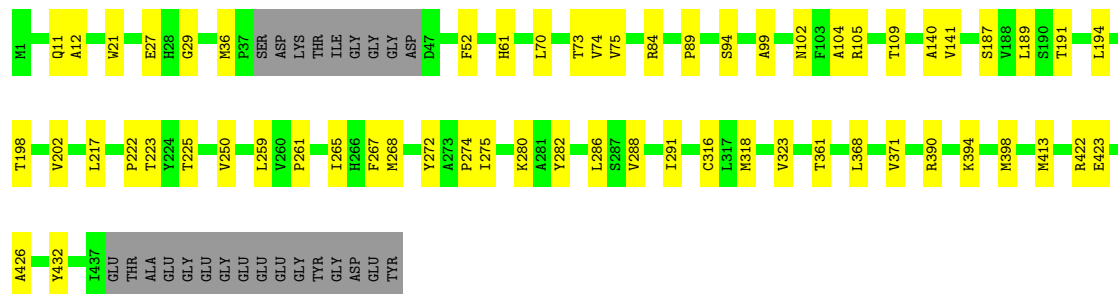 M1 Q11 A12 W21 E27 H28 G29 M36 P37 SER ASP LYS THR ILE GLY GLY GLY ASP D47 F52 H61 L70 T73 V74 V75 R84 P89 S94 A99 N102 F103 A104 R105 T109 A140 V141 S187 V188 L189 S190 T191 L194
T198 V202 L217 P222 T223 Y224 T225 V250 L259 V260 P261 I265 H266 F267 M268 Y272 A273 P274 I275 K280 A281 Y282 L286 S287 V288 I291 C316 L317 M318 V323 T361 L368 V371 R390 K394 M398 M413 R422 E423
A426 Y432 I437 GLU THR ALA GLU GLY GLU GLY GLU GLU GLU GLY TYR GLY ASP GLU TYR